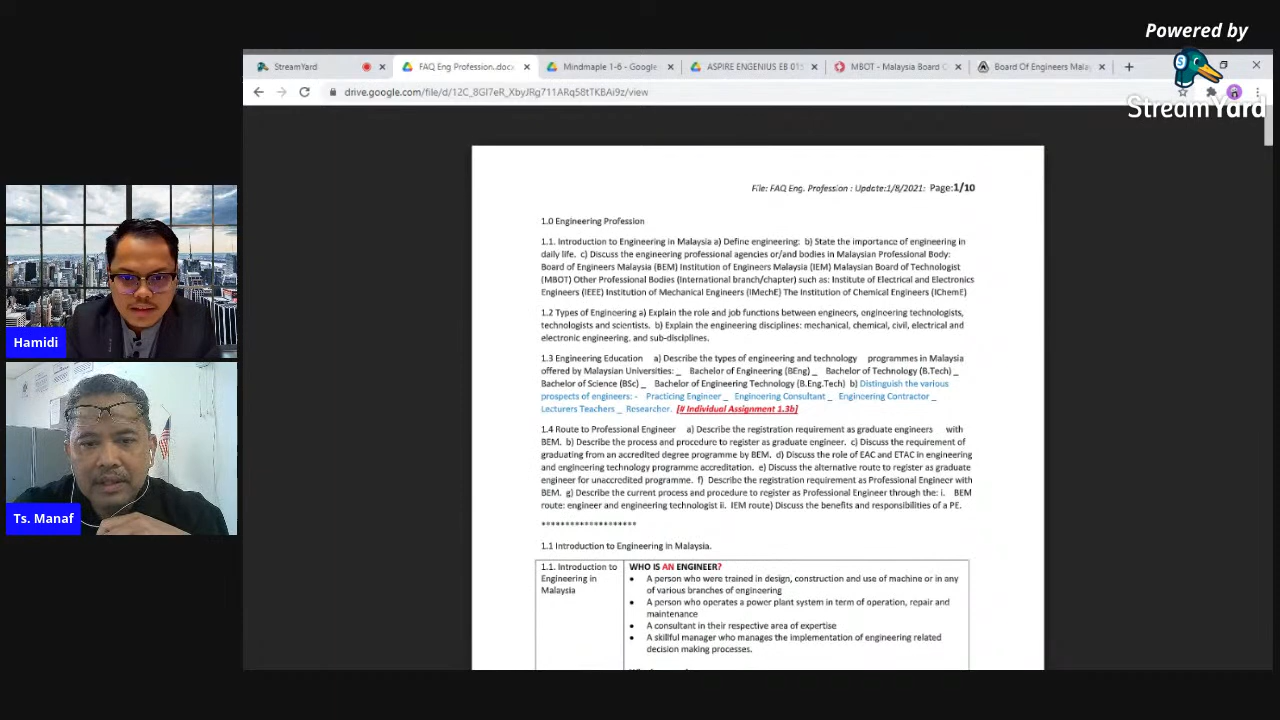 Powered by
StreamYard
StreamYard
FAQ Eng Profession..docx
Mindmaple 1-6 - Google
ASPIRE ENGENIUS EB 015
MBOT - Malaysia Board O
Board Of Engineers Mala
drive.google.com/file/d/12C_8GI7eR_XbyJRg711ARq58tTKBAi9z/view
File: FAQ Eng. Profession : Update:1/8/2021: Page:1/10
1.0 Engineering Profession
1.1. Introduction to Engineering in Malaysia a) Define engineering: b) State the importance of engineering in
daily life. c) Discuss the engineering professional agencies or/and bodies in Malaysian Professional Body:
Board of Engineers Malaysia (BEM) Institution of Engineers Malaysia (IEM) Malaysian Board of Technologist
(MBOT) Other Professional Bodies (International branch/chapter) such as: Institute of Electrical and Electronics
Engineers (IEEE) Institution of Mechanical Engineers (IMechE) The Institution of Chemical Engineers (IChemE)
1.2 Types of Engineering a) Explain the role and job functions between engineers, engineering technologists,
technologists and scientists. b) Explain the engineering disciplines: mechanical, chemical, civil, electrical and
electronic engineering, and sub-disciplines.
1.3 Engineering Education a) Describe the types of engineering and technology programmes in Malaysia
offered by Malaysian Universities: _ Bachelor of Engineering (BEng) _ Bachelor of Technology (B.Tech) _
Bachelor of Science (BSc) _ Bachelor of Engineering Technology (B.Eng.Tech) b) Distinguish the various
prospects of engineers: - Practicing Engineer _ Engineering Consultant _ Engineering Contractor _
Lecturers Teachers _ Researcher. [# Individual Assignment 1.3b]
1.4 Route to Professional Engineer a) Describe the registration requirement as graduate engineers with
BEM. b) Describe the process and procedure to register as graduate engineer. c) Discuss the requirement of
graduating from an accredited degree programme by BEM. d) Discuss the role of EAC and ETAC in engineering
and engineering technology programme accreditation. e) Discuss the alternative route to register as graduate
engineer for unaccredited programme. f) Describe the registration requirement as Professional Engineer with
BEM. g) Describe the current process and procedure to register as Professional Engineer through the: i. BEM
route: engineer and engineering technologist ii. IEM route) Discuss the benefits and responsibilities of a PE.
********************
1.1 Introduction to Engineering in Malaysia.
1.1. Introduction to
Engineering in
Malaysia
WHO IS AN ENGINEER?
• A person who were trained in design, construction and use of machine or in any
of various branches of engineering
• A person who operates a power plant system in term of operation, repair and
maintenance
• A consultant in their respective area of expertise
• A skillful manager who manages the implementation of engineering related
decision making processes.
Hamidi
Ts. Manaf